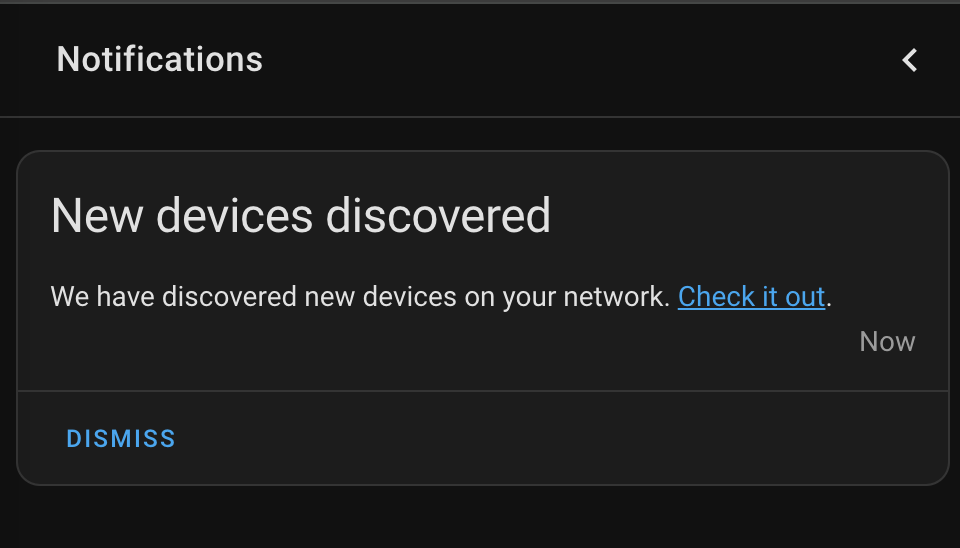 Notifications
New devices discovered
We have discovered new devices on your network. Check it out.
Now
DISMISS